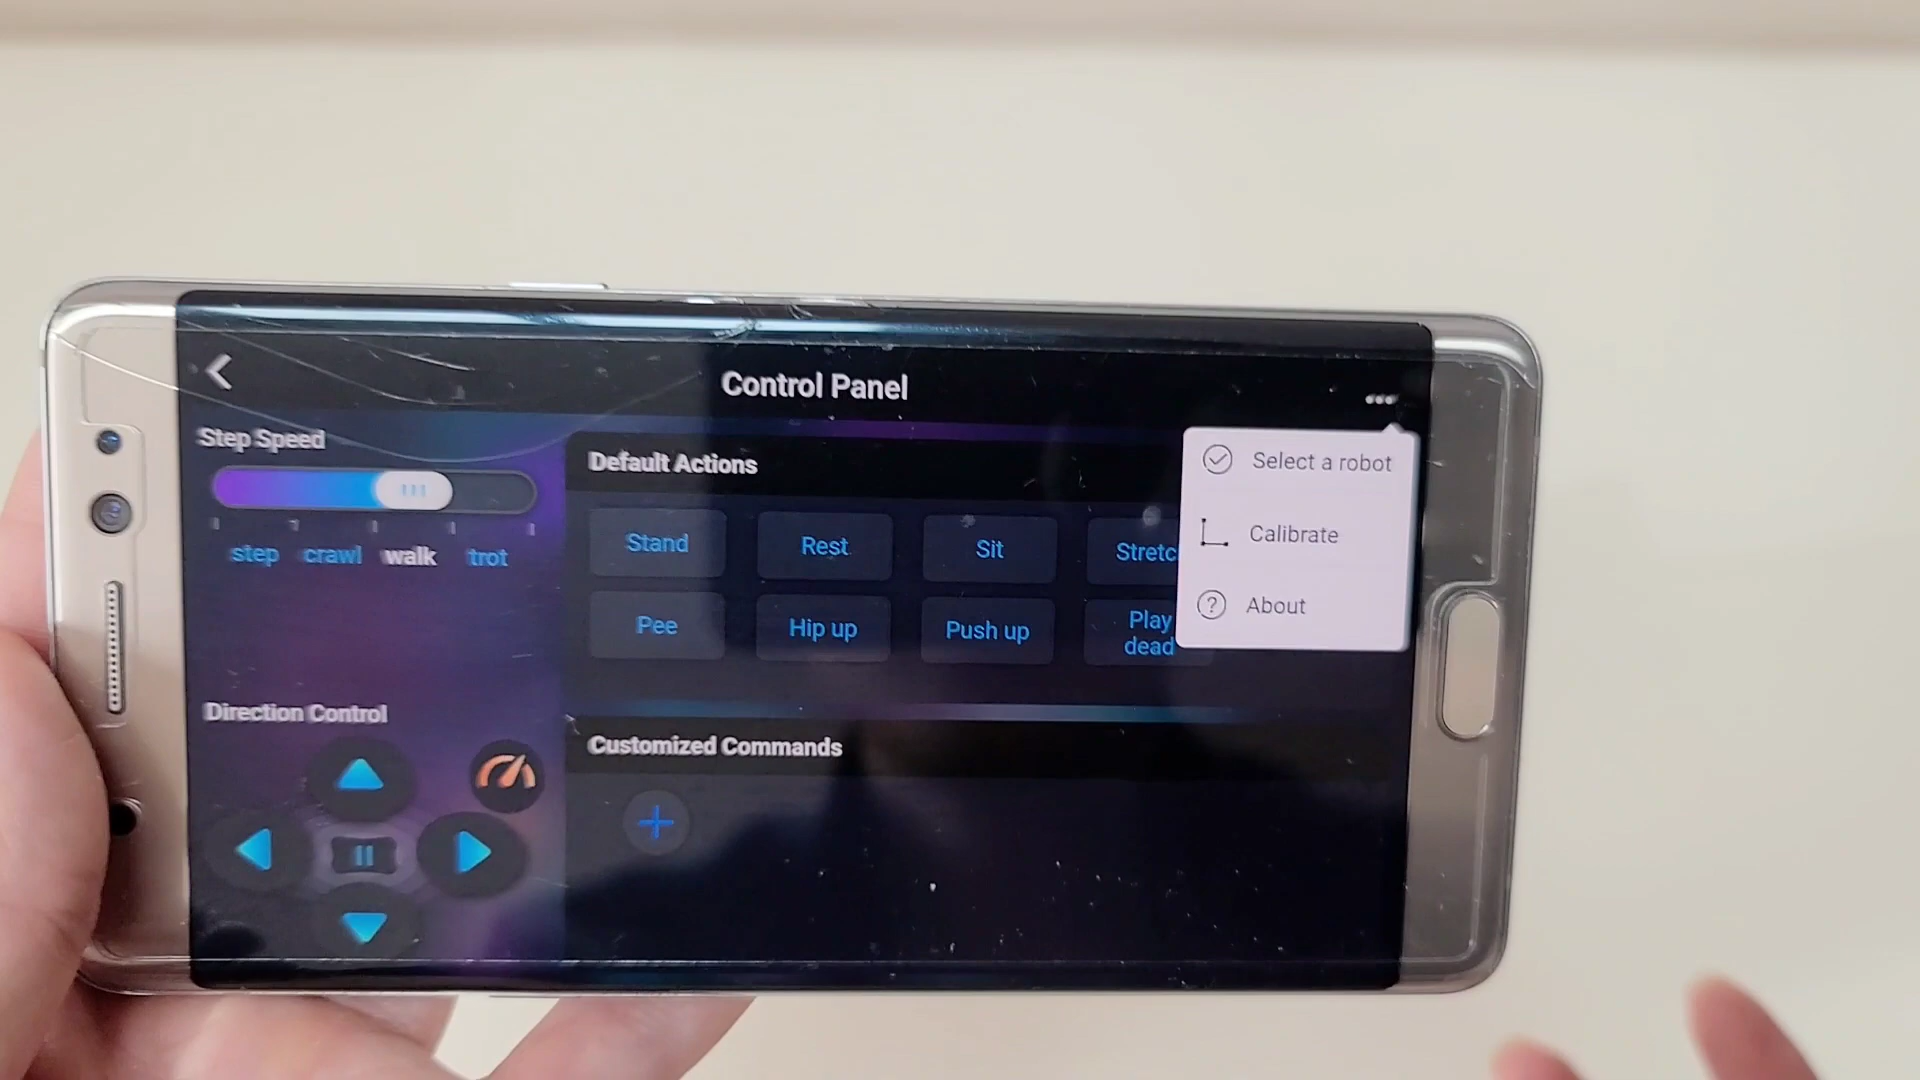 Control Panel
Step Speed
step crawl walk trot
Direction Control
Default Actions
Stand Rest Sit
Pee Hip up Push up Play
dead
Customized Commands
Select a robot
Calibrate
About